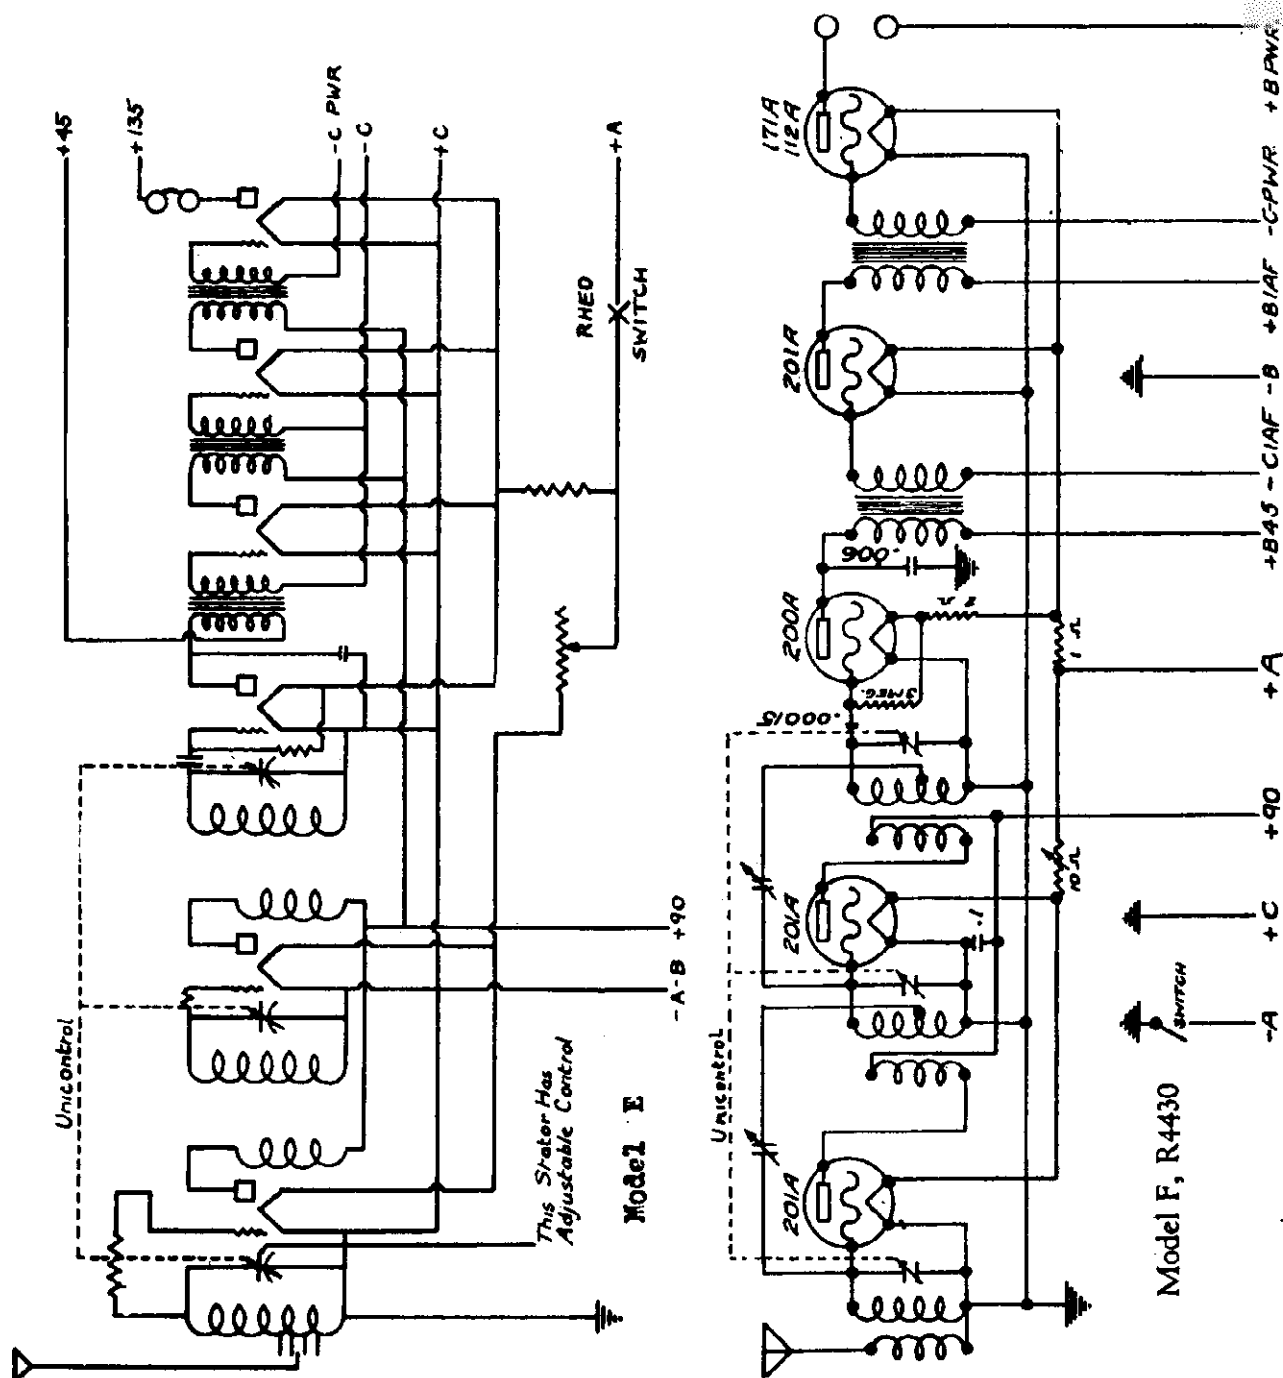 +45
+135
-C PWR
-C
+C
+A
RHEO
SWITCH
Unicontrol
-A-B +90
This Stator Has
Adjustable Control
Model E
171A
112A
201A
200A
201A
201A
.006
2 Ω
1 Ω
3 MEG.
.00015
10 Ω
.1
Unicontrol
SWITCH
-A
+C
+90
+A
+B45
-C1AF
-B
+B1AF
-C-PWR
+B PWR
Model F, R4430